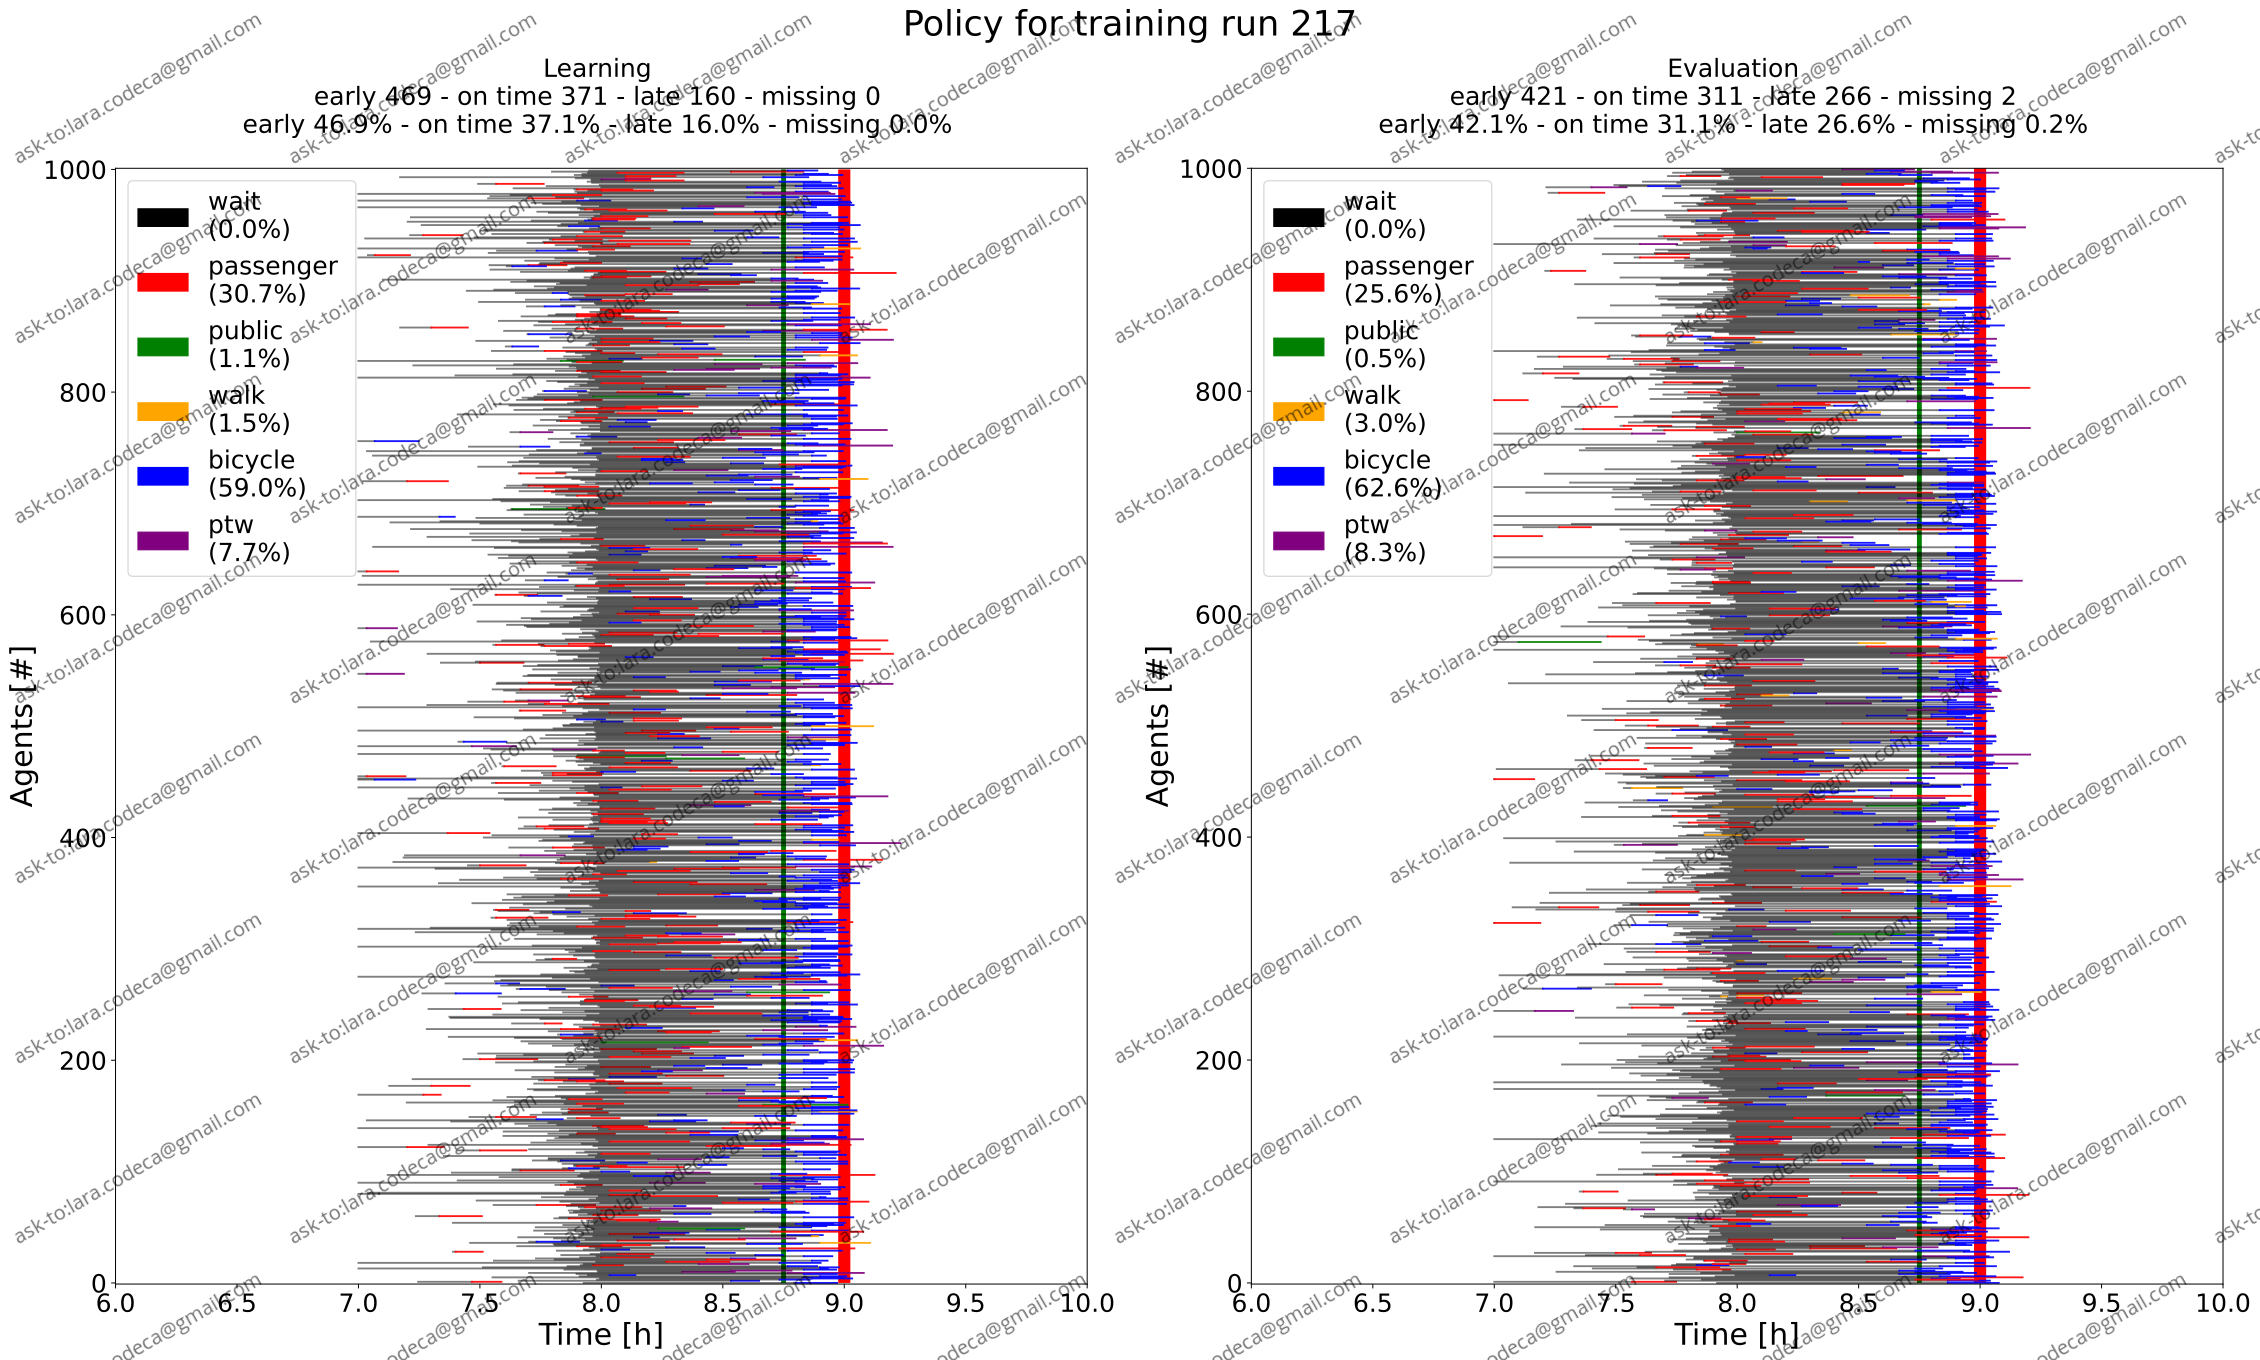 Policy for training run 217
Learning
early 469 - on time 371 - late 160 - missing 0
early 46.9% - on time 37.1% - late 16.0% - missing 0.0%
1000
800
600
400
200
0
Agents [#]
wait
(0.0%)
passenger
(30.7%)
public
(1.1%)
walk
(1.5%)
bicycle
(59.0%)
ptw
(7.7%)
6.0 6.5 7.0 7.5 8.0 8.5 9.0 9.5 10.0
Time [h]
Evaluation
early 421 - on time 311 - late 266 - missing 2
early 42.1% - on time 31.1% - late 26.6% - missing 0.2%
1000
800
600
400
200
0
Agents [#]
wait
(0.0%)
passenger
(25.6%)
public
(0.5%)
walk
(3.0%)
bicycle
(62.6%)
ptw
(8.3%)
6.0 6.5 7.0 7.5 8.0 8.5 9.0 9.5 10.0
Time [h]
ask-to:lara.codeca@gmail.com